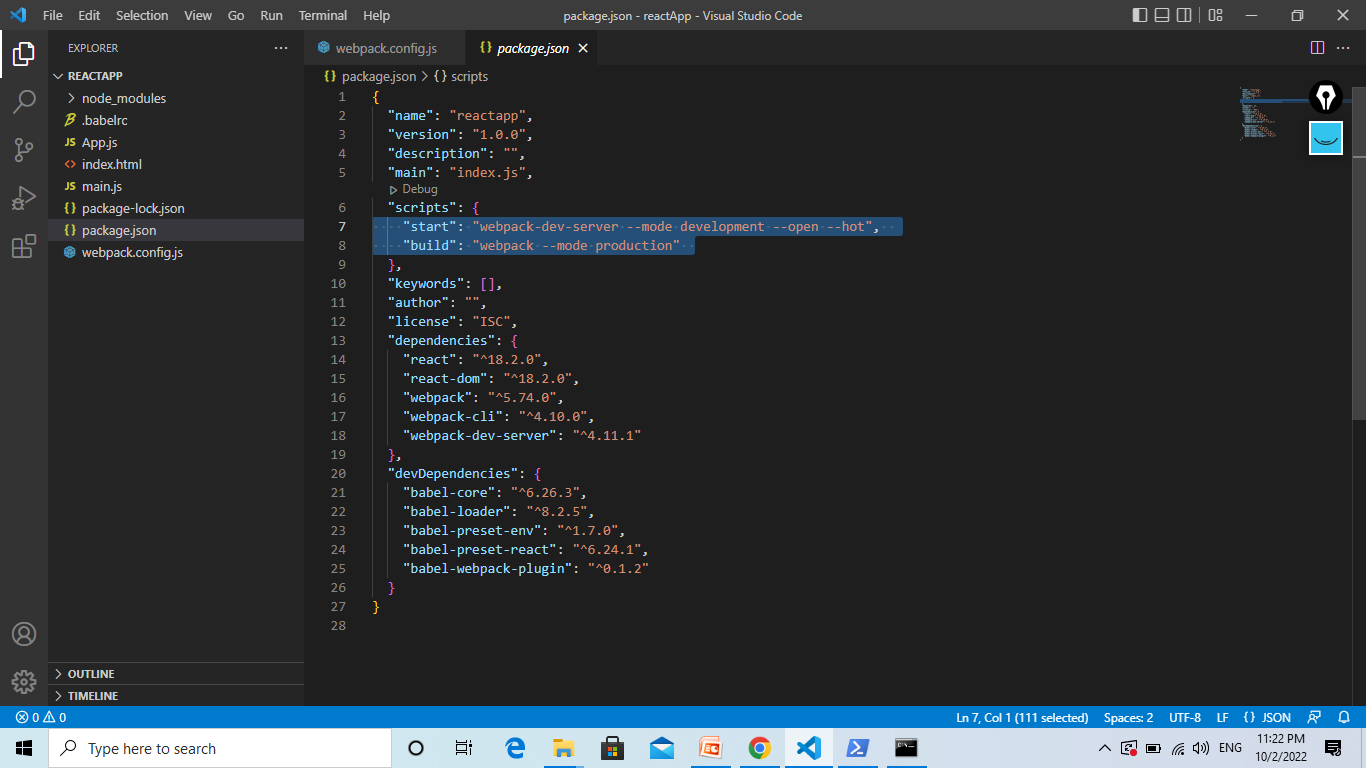 File Edit Selection View Go Run Terminal Help
package.json - reactApp - Visual Studio Code
EXPLORER
REACTAPP
node_modules
.babelrc
JS App.js
<> index.html
JS main.js
{} package-lock.json
{} package.json
webpack.config.js
OUTLINE
TIMELINE
webpack.config.js
{} package.json
{} package.json > {} scripts
1 {
2 "name": "reactapp",
3 "version": "1.0.0",
4 "description": "",
5 "main": "index.js",
Debug
6 "scripts": {
7 "start": "webpack-dev-server --mode development --open --hot",
8 "build": "webpack --mode production"
9 },
10 "keywords": [],
11 "author": "",
12 "license": "ISC",
13 "dependencies": {
14 "react": "^18.2.0",
15 "react-dom": "^18.2.0",
16 "webpack": "^5.74.0",
17 "webpack-cli": "^4.10.0",
18 "webpack-dev-server": "^4.11.1"
19 },
20 "devDependencies": {
21 "babel-core": "^6.26.3",
22 "babel-loader": "^8.2.5",
23 "babel-preset-env": "^1.7.0",
24 "babel-preset-react": "^6.24.1",
25 "babel-webpack-plugin": "^0.1.2"
26 }
27 }
28
0 0
Ln 7, Col 1 (111 selected) Spaces: 2 UTF-8 LF {} JSON
Type here to search
ENG
11:22 PM
10/2/2022